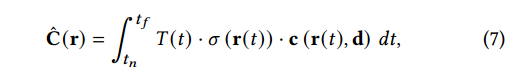 Ĉ(r) = ∫_{t_n}^{t_f} T(t) · σ (r(t)) · c (r(t), d) dt, (7)